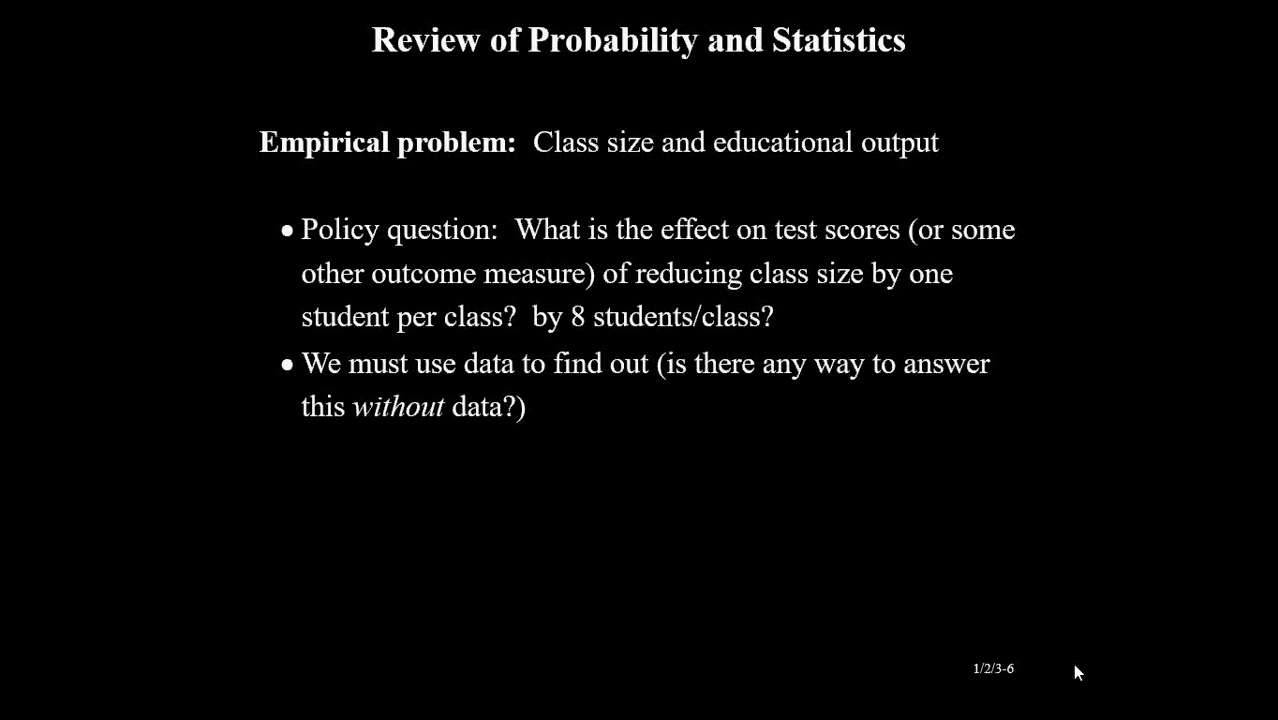 Review of Probability and Statistics
Empirical problem: Class size and educational output
• Policy question: What is the effect on test scores (or some
other outcome measure) of reducing class size by one
student per class? by 8 students/class?
• We must use data to find out (is there any way to answer
this without data?)
1/2/3-6